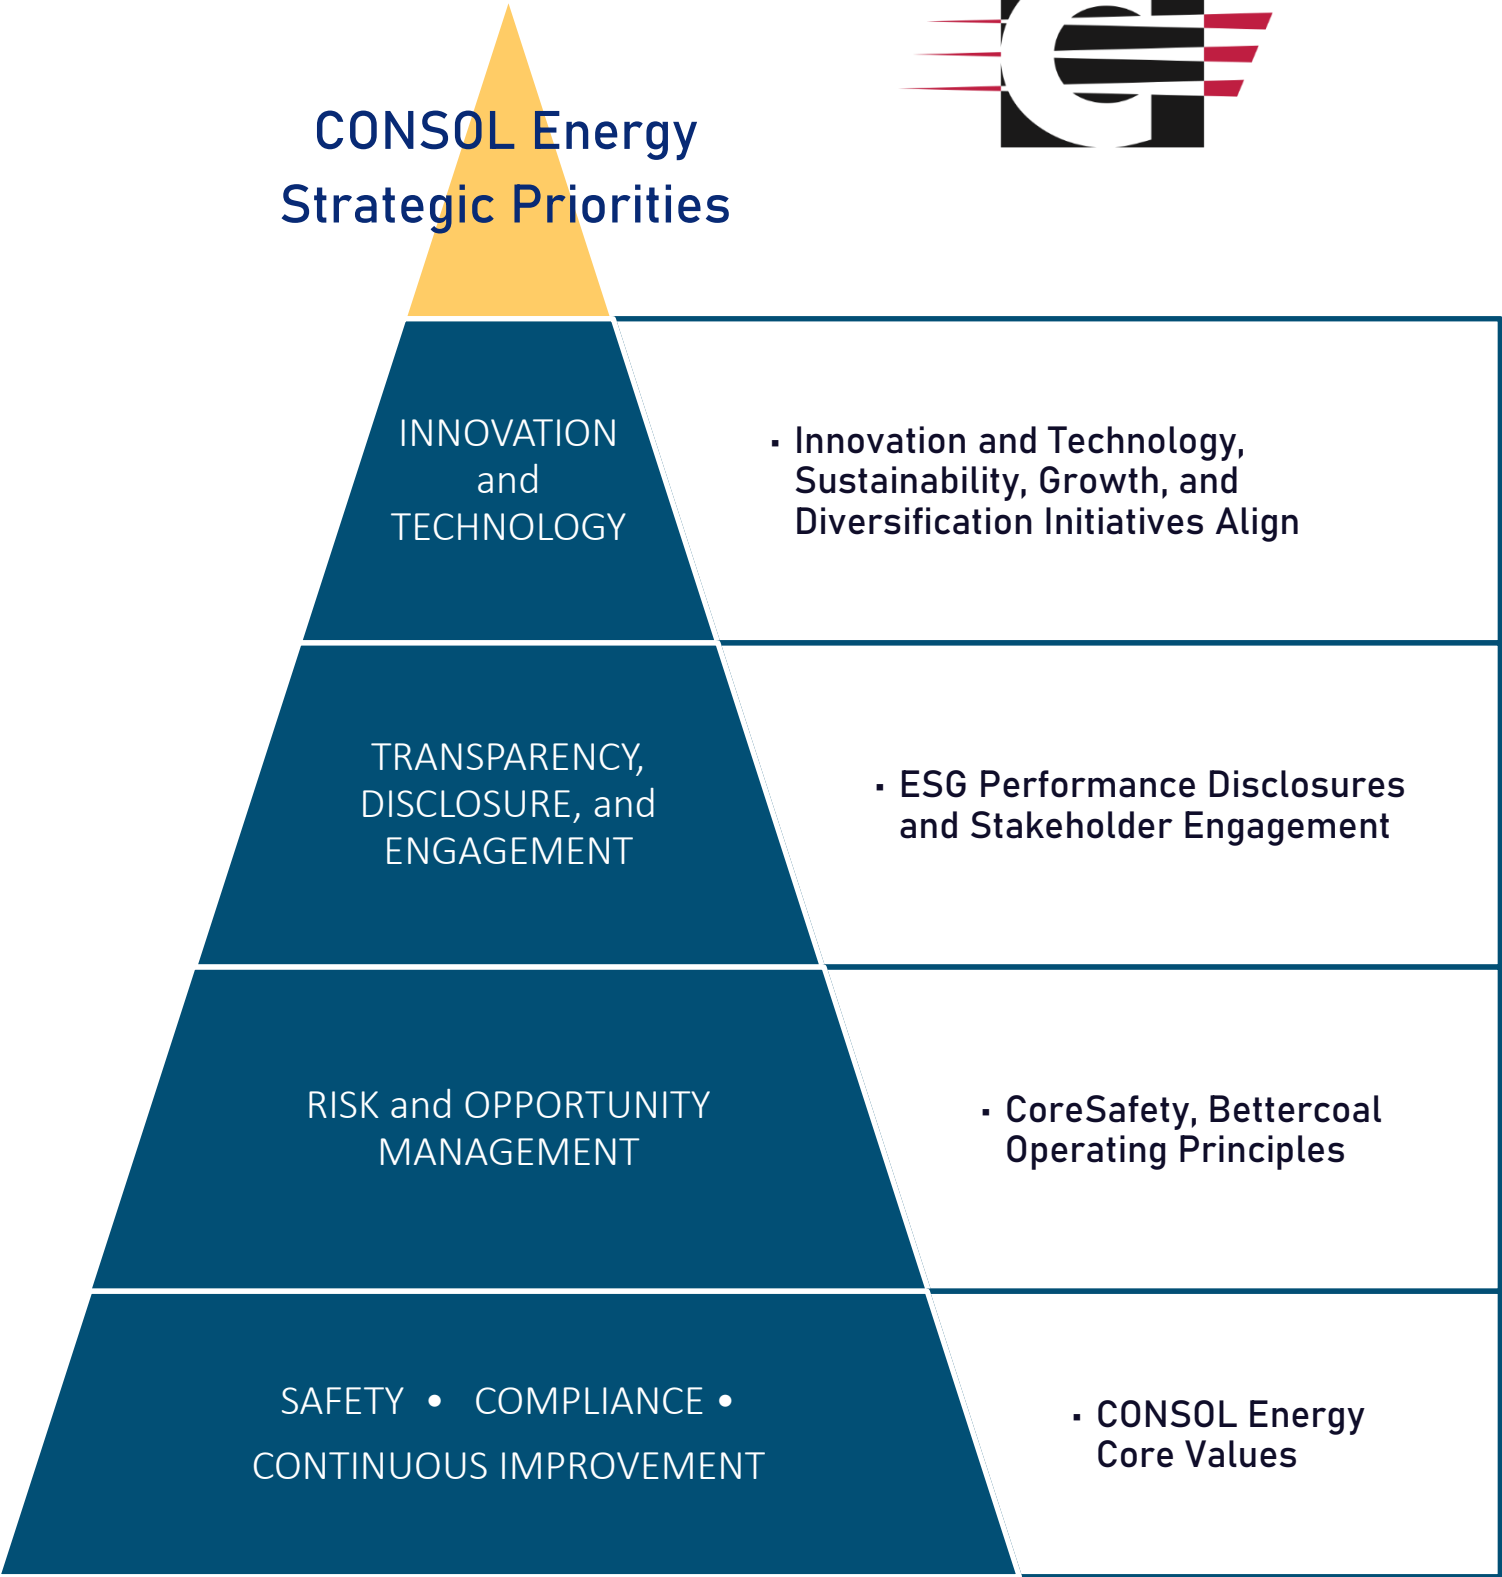 CONSOL Energy
Strategic Priorities
INNOVATION
and
TECHNOLOGY
▪ Innovation and Technology,
Sustainability, Growth, and
Diversification Initiatives Align
TRANSPARENCY,
DISCLOSURE, and
ENGAGEMENT
▪ ESG Performance Disclosures
and Stakeholder Engagement
RISK and OPPORTUNITY
MANAGEMENT
▪ CoreSafety, Bettercoal
Operating Principles
SAFETY • COMPLIANCE •
CONTINUOUS IMPROVEMENT
▪ CONSOL Energy
Core Values